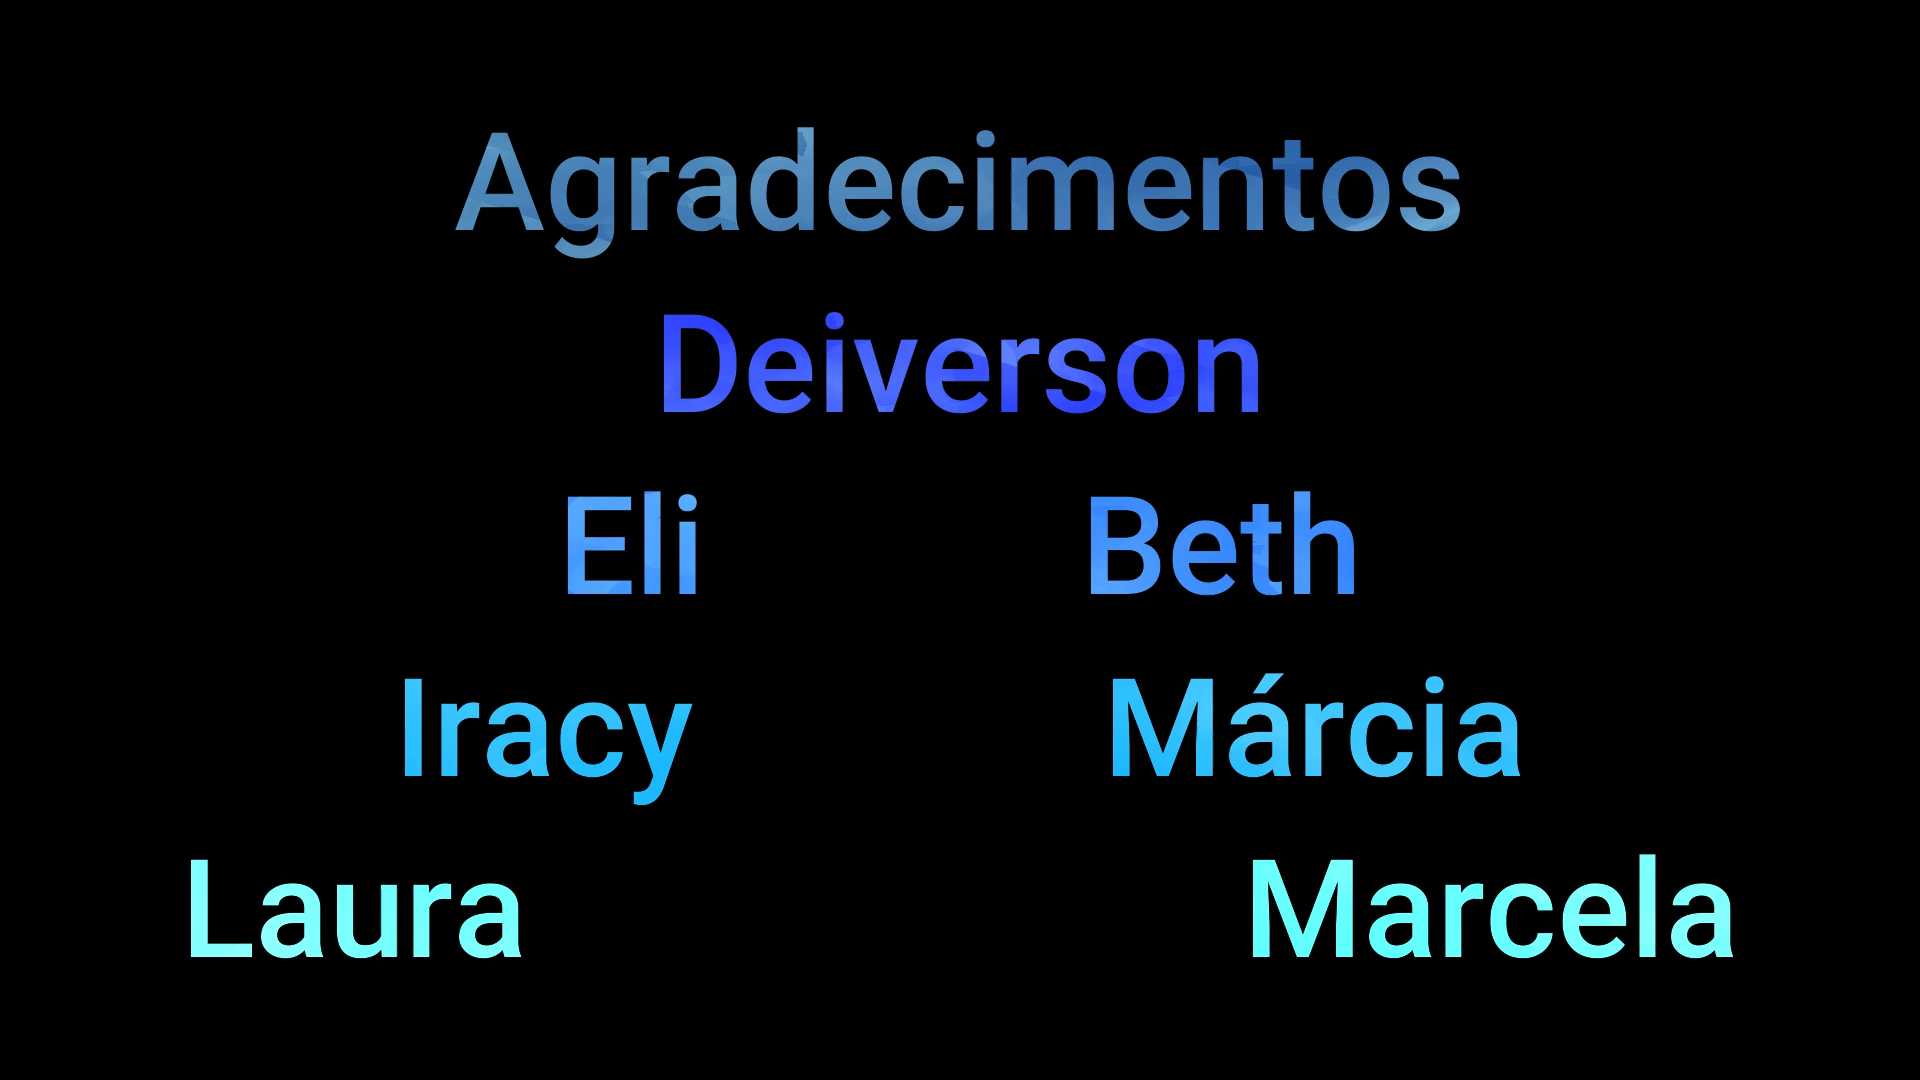 Agradecimentos
Deiverson
Eli Beth
Iracy Márcia
Laura Marcela